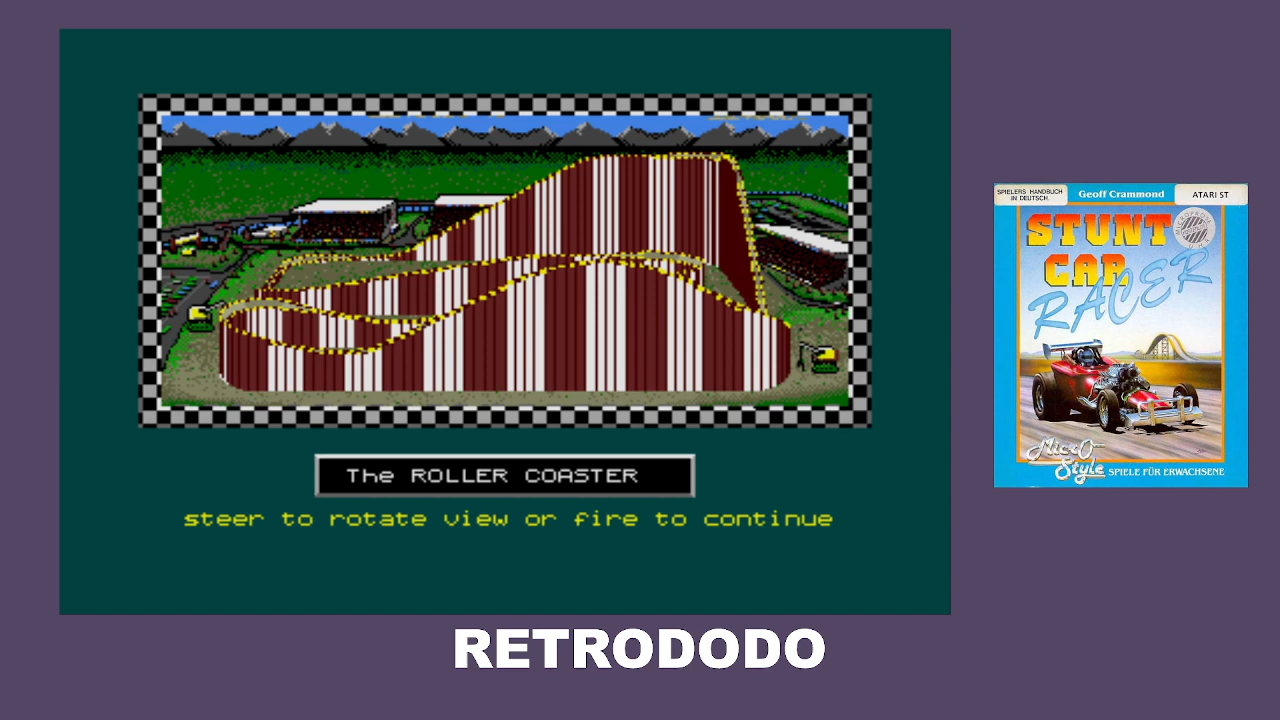 The ROLLER COASTER
steer to rotate view or fire to continue
SPIELERS HANDBUCH
IN DEUTSCH.
Geoff Crammond
ATARI ST
STUNT
CAR
RACER
MicroStyle
SPIELE FÜR ERWACHSENE
RETRODODO